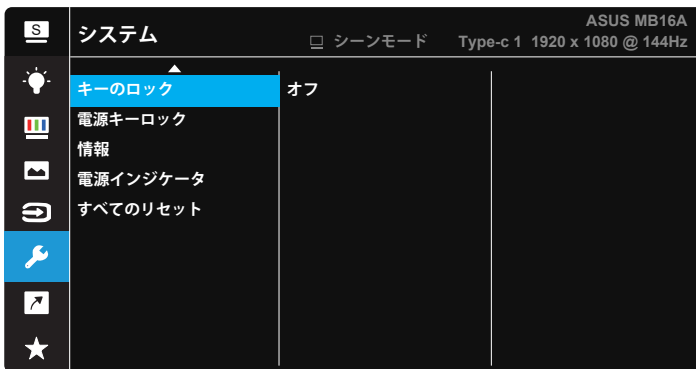 S
システム
シーンモード
ASUS MB16A
Type-c 1 1920 x 1080 @ 144Hz
キーのロック オフ
電源キーロック
情報
電源インジケータ
すべてのリセット